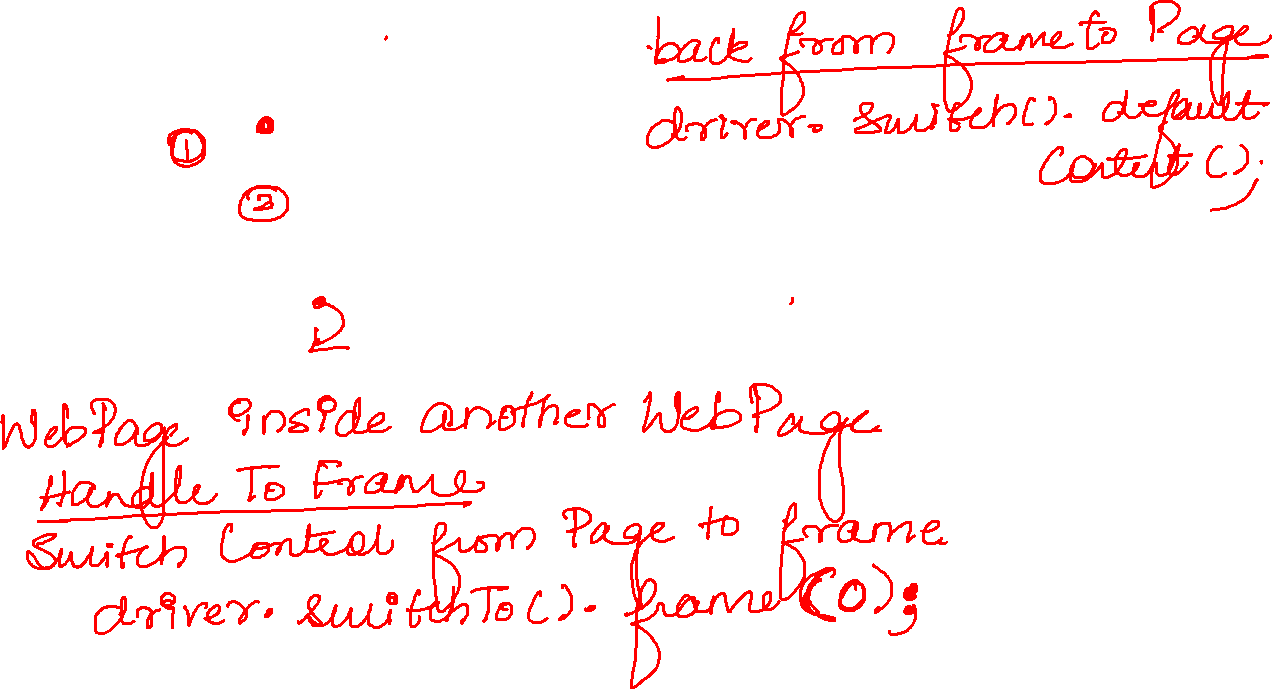 back from frame to Page
driver. switch(). default
Content();
1
2
2
WebPage inside another WebPage
Handle To Frame
Switch Control from Page to frame
driver. switchTo(). frame(0);